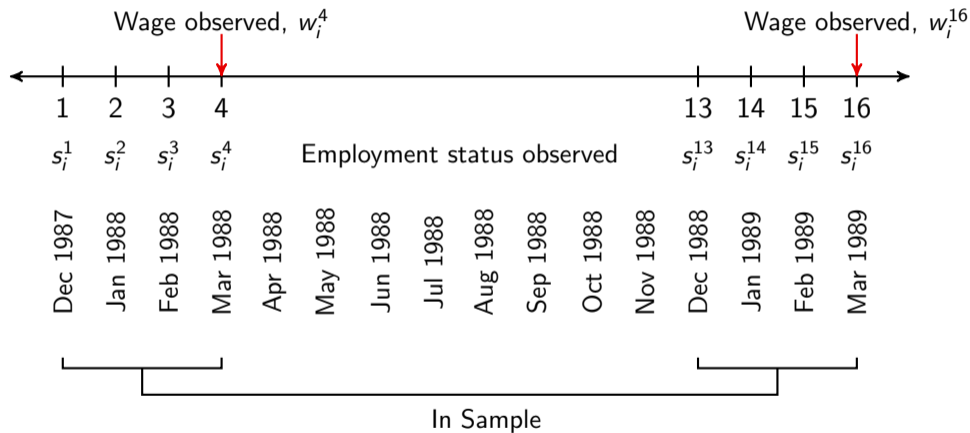 Wage observed, w_i^4 Wage observed, w_i^16
1 2 3 4 13 14 15 16
s_i^1 s_i^2 s_i^3 s_i^4 Employment status observed s_i^13 s_i^14 s_i^15 s_i^16
Dec 1987
Jan 1988
Feb 1988
Mar 1988
Apr 1988
May 1988
Jun 1988
Jul 1988
Aug 1988
Sep 1988
Oct 1988
Nov 1988
Dec 1988
Jan 1989
Feb 1989
Mar 1989
In Sample